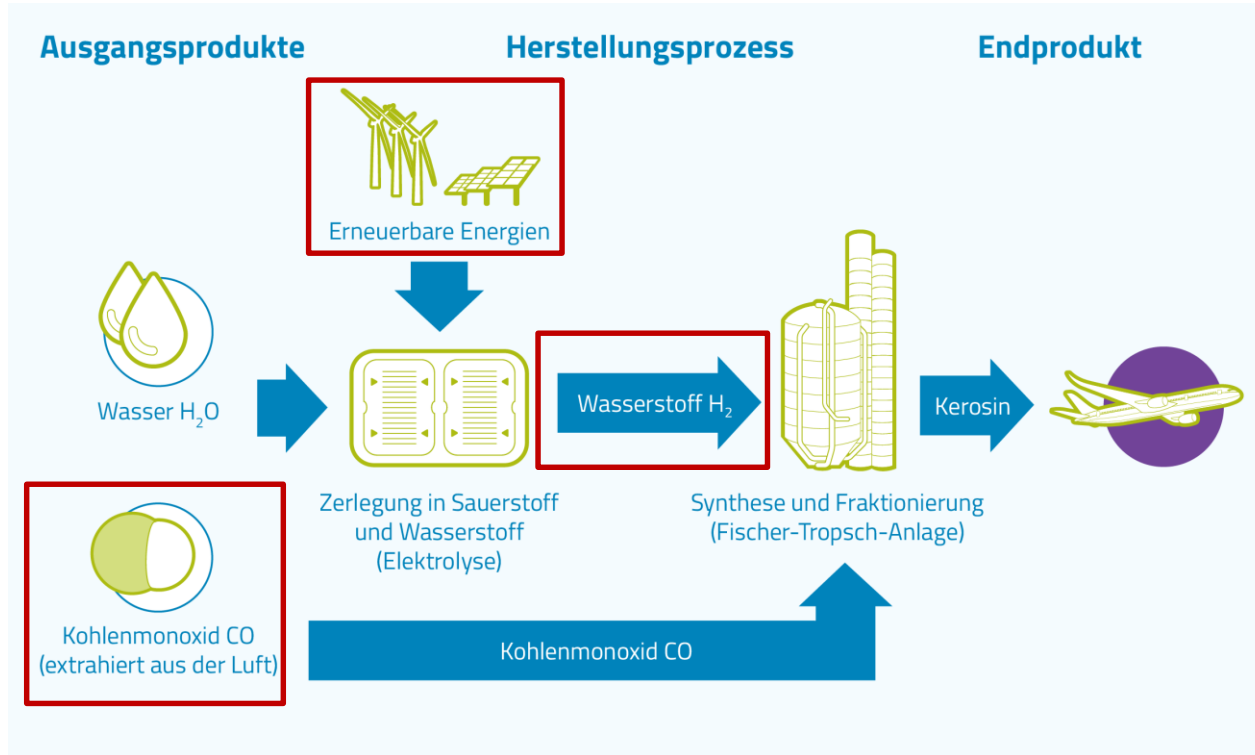 Ausgangsprodukte
Herstellungsprozess
Endprodukt
Erneuerbare Energien
Wasser H₂O
Wasserstoff H₂
Kerosin
Zerlegung in Sauerstoff
und Wasserstoff
(Elektrolyse)
Synthese und Fraktionierung
(Fischer-Tropsch-Anlage)
Kohlenmonoxid CO
(extrahiert aus der Luft)
Kohlenmonoxid CO